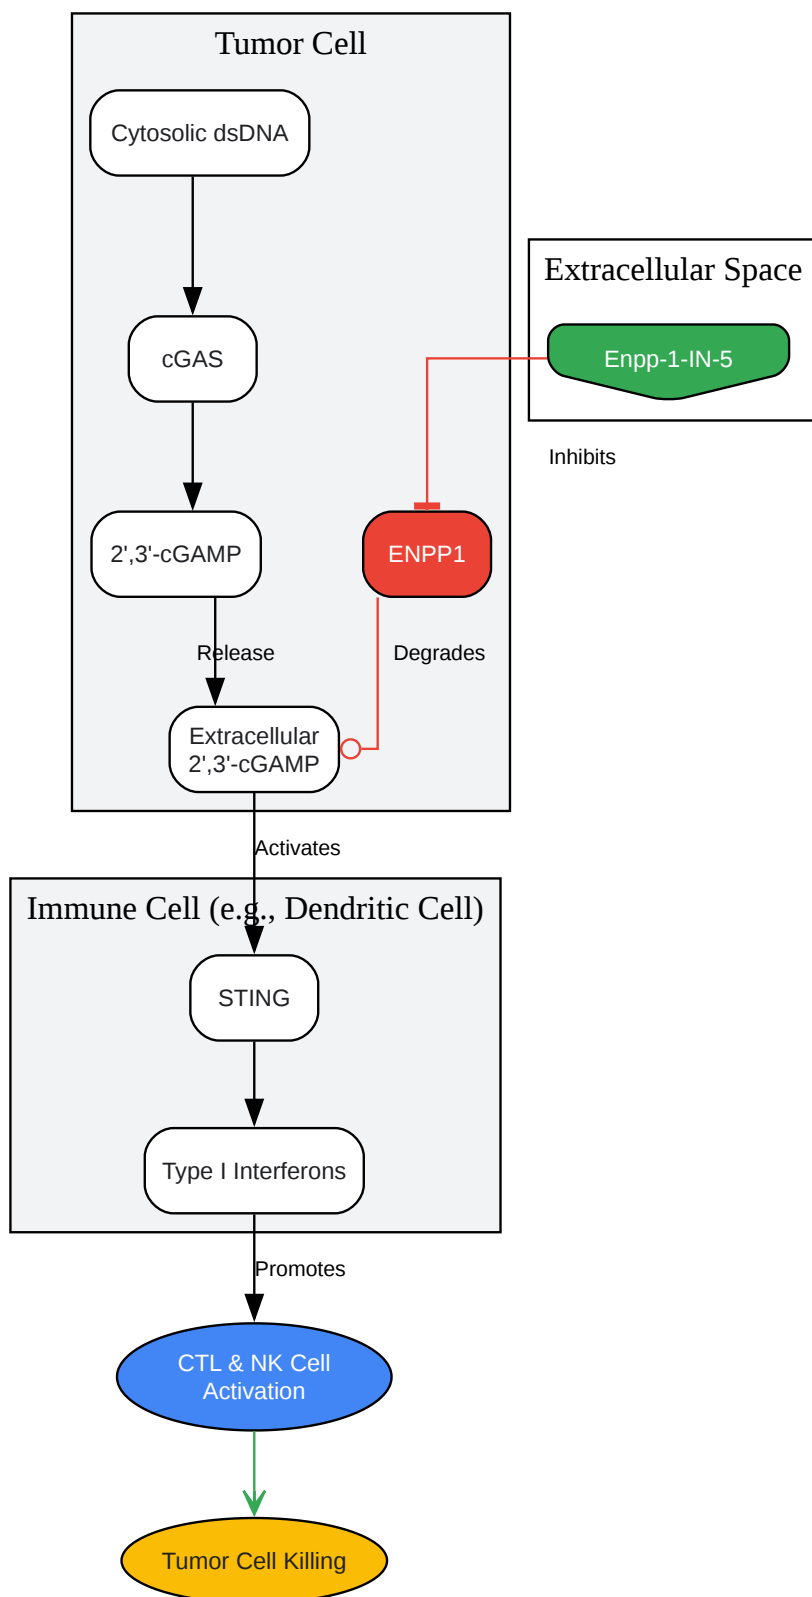 Tumor Cell
Cytosolic dsDNA
Extracellular Space
cGAS
Enpp-1-IN-5
Inhibits
2',3'-cGAMP
ENPP1
Release
Degrades
Extracellular
2',3'-cGAMP
Activates
Immune Cell (e.g., Dendritic Cell)
STING
Type I Interferons
Promotes
CTL & NK Cell
Activation
Tumor Cell Killing